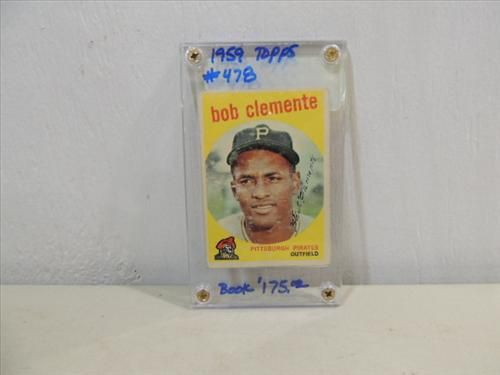 1959 TOPPS
#478
bob clemente
P
PITTSBURGH PIRATES
OUTFIELD
BOOK $175.00